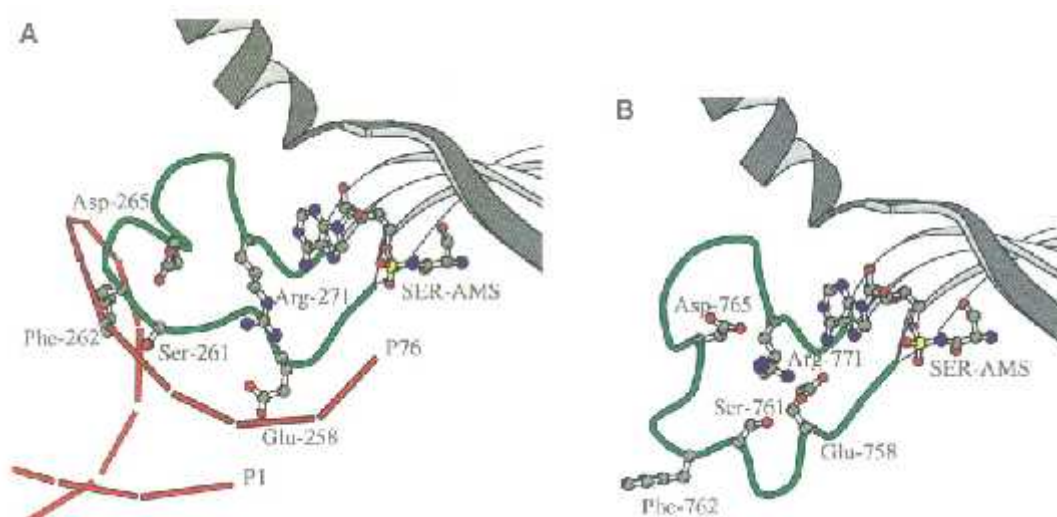 A
Asp-265
Arg-271
SER-AMS
Phe-262
Ser-261
P76
Glu-258
P1
B
Asp-765
Arg-771
SER-AMS
Ser-761
Glu-758
Phe-762